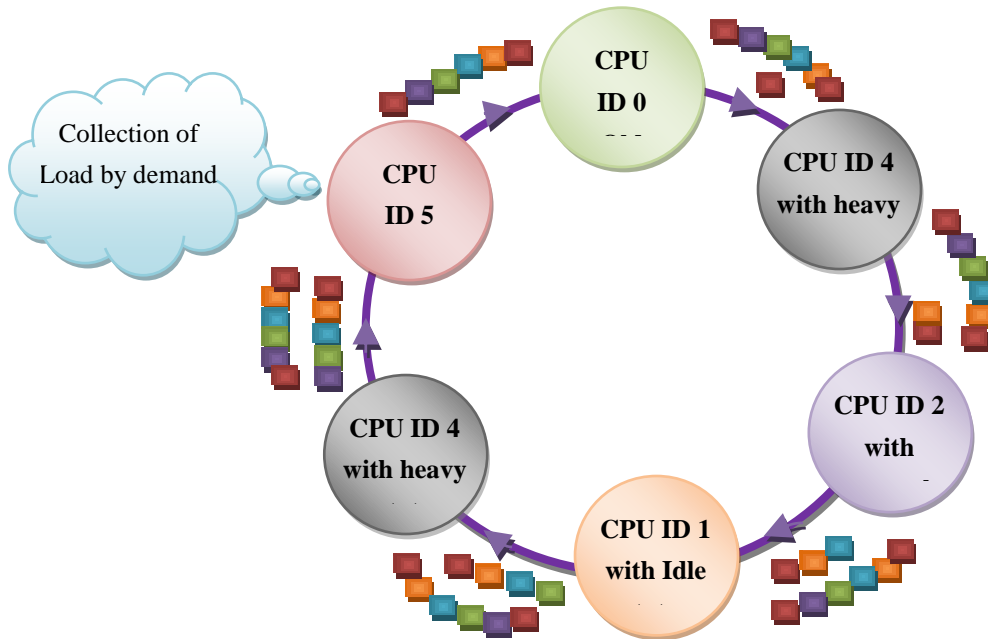 Collection of
Load by demand
CPU
ID 0
CPU ID 4
with heavy
CPU ID 2
with
CPU ID 1
with Idle
CPU ID 4
with heavy
CPU
ID 5